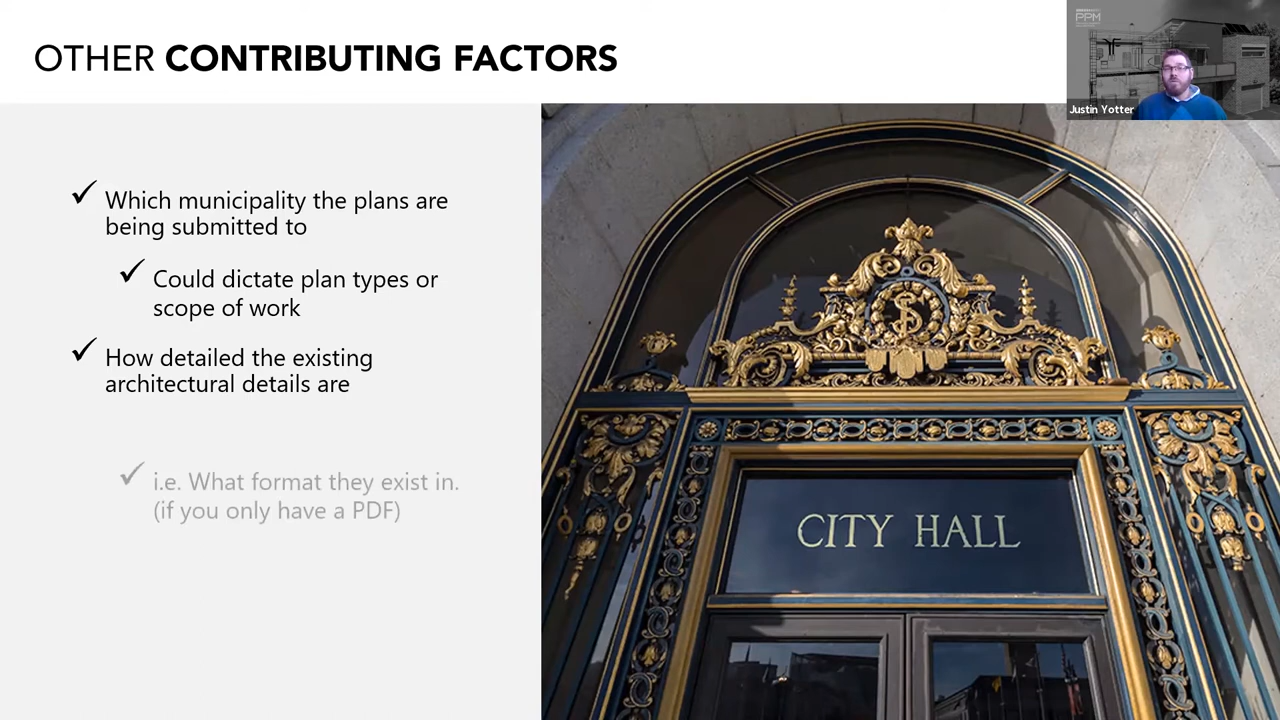 OTHER CONTRIBUTING FACTORS
PPM
Justin Yotter
Which municipality the plans are
being submitted to
Could dictate plan types or
scope of work
How detailed the existing
architectural details are
i.e. What format they exist in.
(if you only have a PDF)
CITY HALL